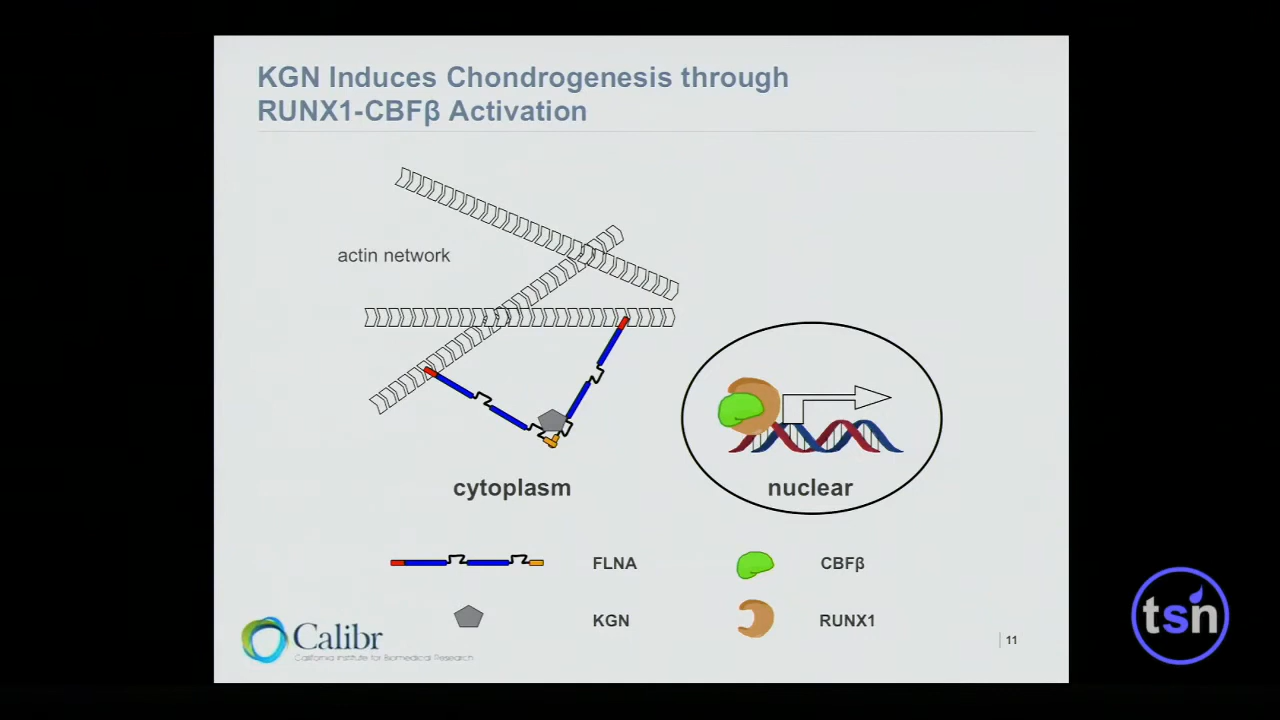 KGN Induces Chondrogenesis through
RUNX1-CBFβ Activation
actin network
cytoplasm
nuclear
FLNA
CBFβ
KGN
RUNX1
Calibr
California Institute for Biomedical Research
11
tsn